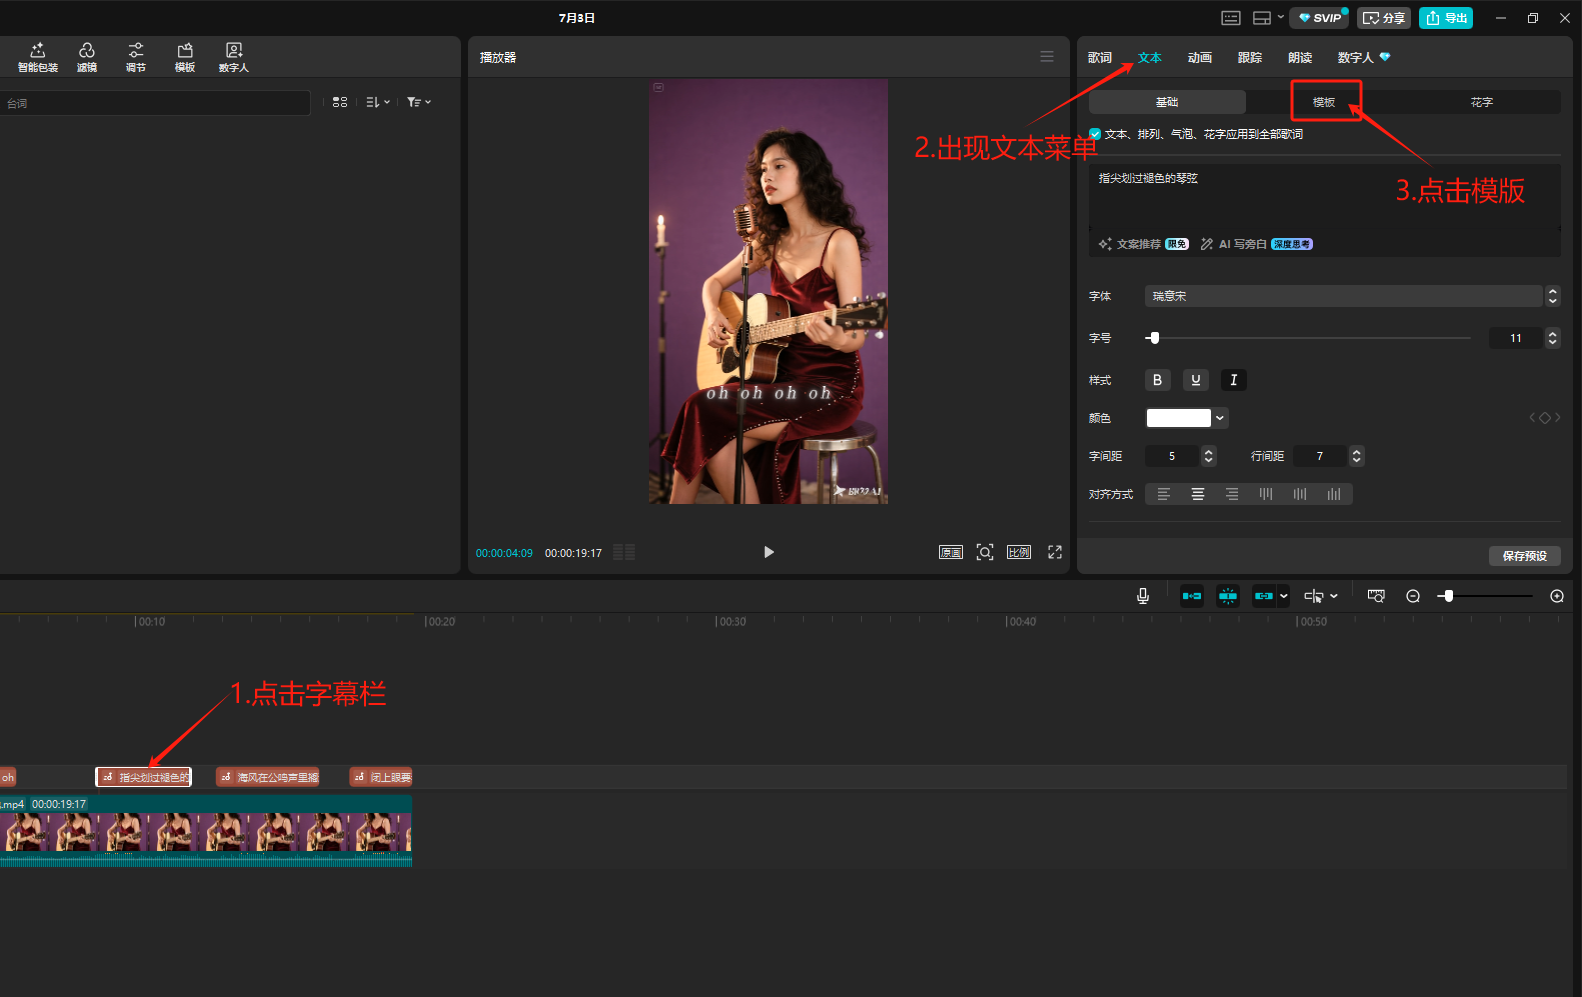 7月3日
SVIP
分享
导出
智能包装
滤镜
调节
模板
数字人
台词
播放器
歌词
文本
动画
跟踪
朗读
数字人
基础
模板
花字
2.出现文本菜单
文本、排列、气泡、花字应用到全部歌词
指尖划过褪色的琴弦
3.点击模版
文案推荐
限免
AI 写旁白
深度思考
字体
瑞意宋
字号
11
样式
B
U
I
颜色
字间距
5
行间距
7
对齐方式
oh oh oh oh
00:00:04:09
00:00:19:17
原画
比例
保存预设
00:10
00:20
00:30
00:40
00:50
1.点击字幕栏
oh
指尖划过褪色的
海风在公鸣声里播
闭上眼要
.mp4
00:00:19:17